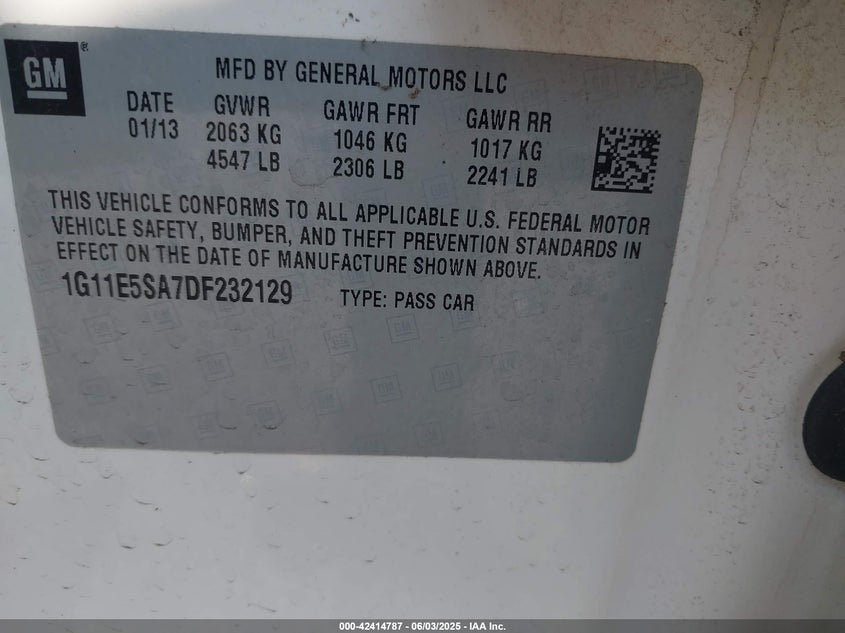 GM ®
MFD BY GENERAL MOTORS LLC
DATE GVWR GAWR FRT GAWR RR
01/13 2063 KG 1046 KG 1017 KG
4547 LB 2306 LB 2241 LB
THIS VEHICLE CONFORMS TO ALL APPLICABLE U.S. FEDERAL MOTOR
VEHICLE SAFETY, BUMPER, AND THEFT PREVENTION STANDARDS IN
EFFECT ON THE DATE OF MANUFACTURE SHOWN ABOVE.
1G11E5SA7DF232129 TYPE: PASS CAR
000-42414787 - 06/03/2025 - IAA Inc.